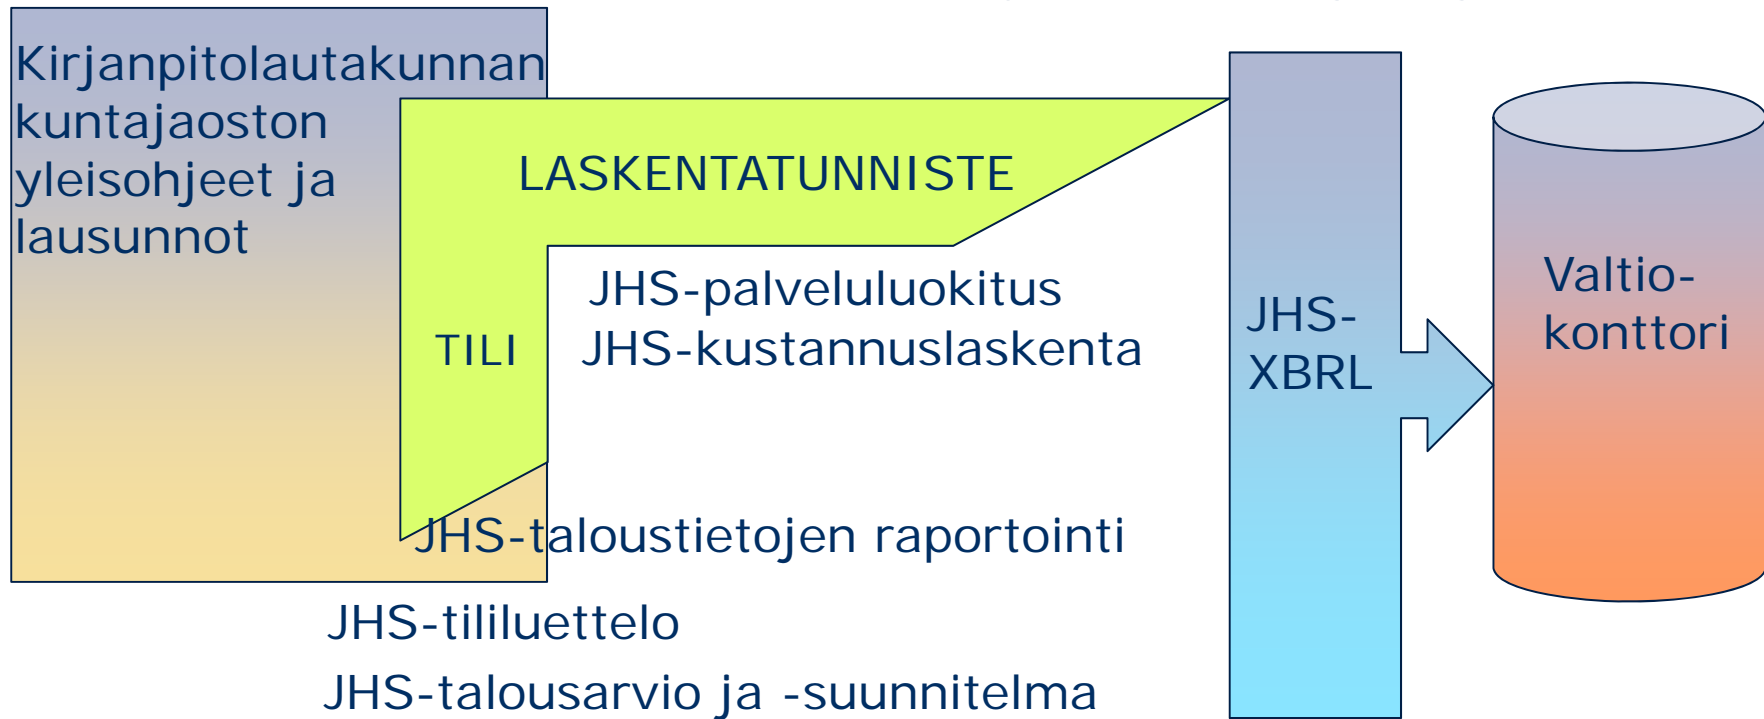 Kirjanpitolautakunnan
kuntajaoston
yleisohjeet ja
lausunnot
LASKENTATUNNISTE
TILI
JHS-palveluluokitus
JHS-kustannuslaskenta
JHS-taloustietojen raportointi
JHS-tililuettelo
JHS-talousarvio ja -suunnitelma
JHS-
XBRL
Valtio-
konttori